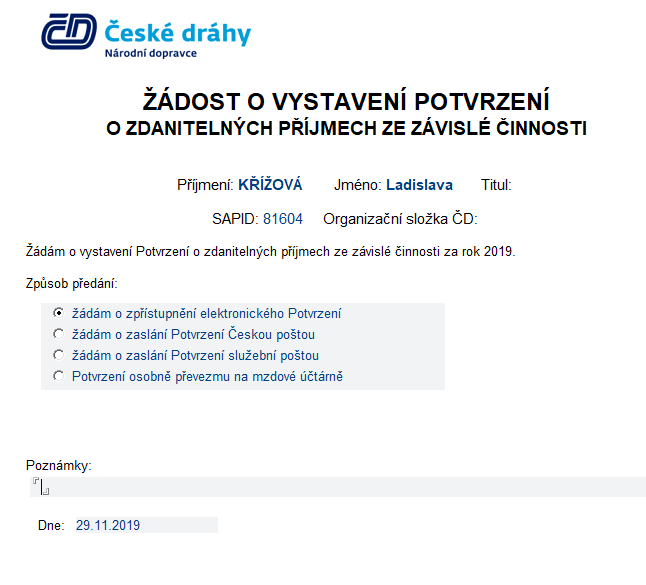 ČD České dráhy
Národní dopravce
ŽÁDOST O VYSTAVENÍ POTVRZENÍ
O ZDANITELNÝCH PŘÍJMECH ZE ZÁVISLÉ ČINNOSTI
Příjmení: KŘÍŽOVÁ Jméno: Ladislava Titul:
SAPID: 81604 Organizační složka ČD:
Žádám o vystavení Potvrzení o zdanitelných příjmech ze závislé činnosti za rok 2019.
Způsob předání:
žádám o zpřístupnění elektronického Potvrzení
žádám o zaslání Potvrzení Českou poštou
žádám o zaslání Potvrzení služební poštou
Potvrzení osobně převezmu na mzdové účtárně
Poznámky:
Dne: 29.11.2019